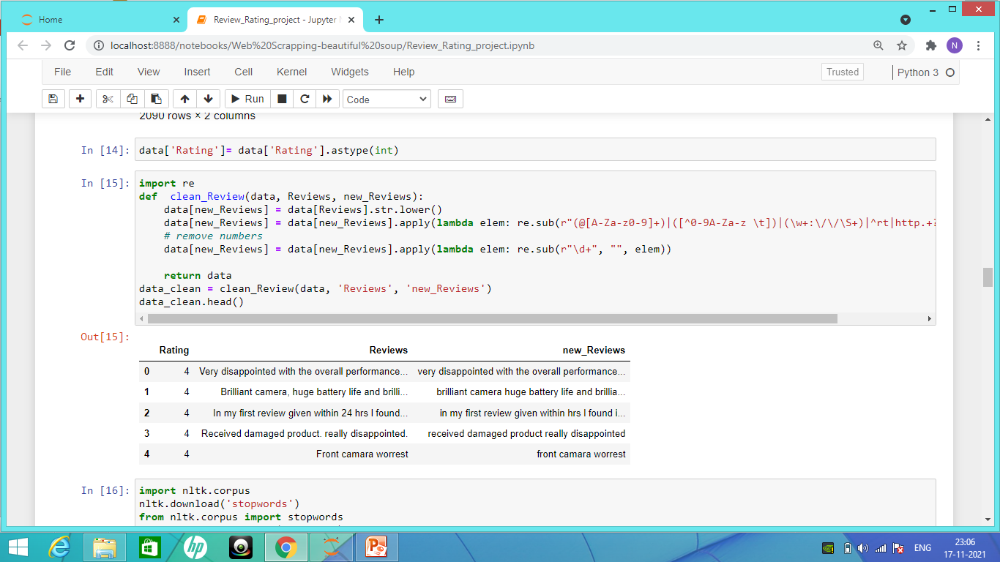 Home
Review_Rating_project - Jupyter
localhost:8888/notebooks/Web%20Scrapping-beautiful%20soup/Review_Rating_project.ipynb
N
File Edit View Insert Cell Kernel Widgets Help
Trusted
Python 3
Run
Code
2090 rows × 2 columns
In [14]: data['Rating']= data['Rating'].astype(int)
In [15]: import re
def  clean_Review(data, Reviews, new_Reviews):
    data[new_Reviews] = data[Reviews].str.lower()
    data[new_Reviews] = data[new_Reviews].apply(lambda elem: re.sub(r"(@[A-Za-z0-9]+)|([^0-9A-Za-z \t])|(\w+:\/\/\S+)|^rt|http.+?
    # remove numbers
    data[new_Reviews] = data[new_Reviews].apply(lambda elem: re.sub(r"\d+", "", elem))
    return data
data_clean = clean_Review(data, 'Reviews', 'new_Reviews')
data_clean.head()
Out[15]:
Rating Reviews new_Reviews
0 4 Very disappointed with the overall performance... very disappointed with the overall performance...
1 4 Brilliant camera, huge battery life and brilli... brilliant camera huge battery life and brillia...
2 4 In my first review given within 24 hrs I found... in my first review given within hrs I found i...
3 4 Received damaged product. really disappointed. received damaged product really disappointed
4 4 Front camara worrest front camara worrest
In [16]: import nltk.corpus
nltk.download('stopwords')
from nltk.corpus import stopwords
hp
ENG
23:06
17-11-2021